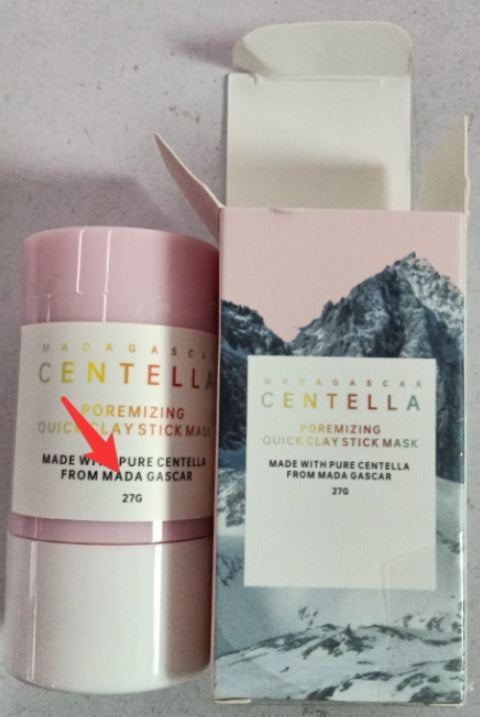 MADAGASCAR
CENTELLA
POREMIZING
QUICK CLAY STICK MASK
MADE WITH PURE CENTELLA
FROM MADA GASCAR
27G
MADAGASCAR
CENTELLA
POREMIZING
QUICK CLAY STICK MASK
MADE WITH PURE CENTELLA
FROM MADA GASCAR
27G